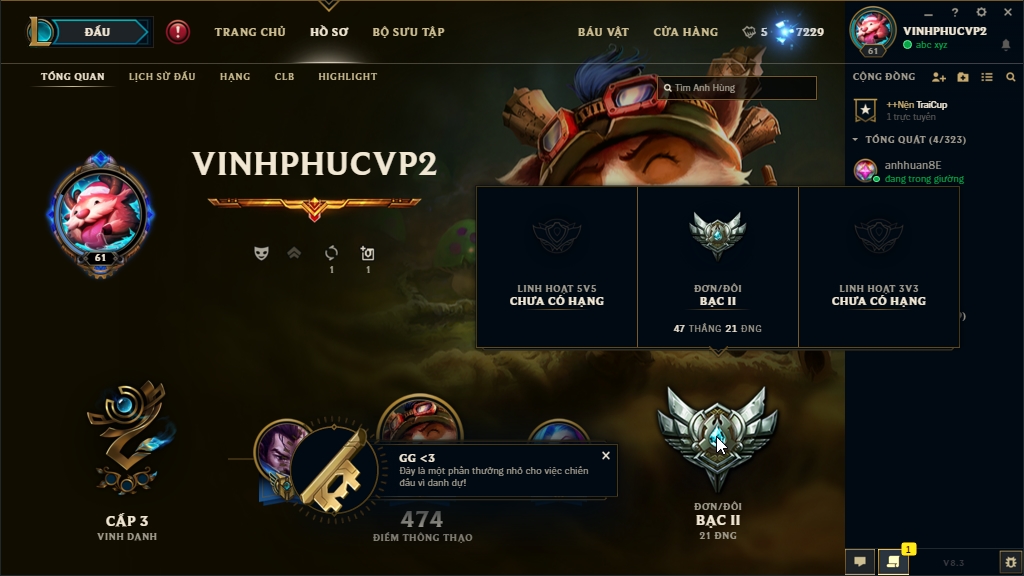 ĐẤU
TRANG CHỦ
HỒ SƠ
BỘ SƯU TẬP
BÁU VẬT
CỬA HÀNG
5
7229
61
VINHPHUCVP2
abc xyz
TỔNG QUAN
LỊCH SỬ ĐẤU
HẠNG
CLB
HIGHLIGHT
Tìm Anh Hùng
CỘNG ĐỒNG
++Nện TraiCup
1 trực tuyến
TỔNG QUÁT (4/323)
anhhuan8E
đang trong giường
VINHPHUCVP2
61
1
1
LINH HOẠT 5V5
CHƯA CÓ HẠNG
ĐƠN/ĐÔI
BẠC II
47 THẮNG 21 ĐNG
LINH HOẠT 3V3
CHƯA CÓ HẠNG
GG <3
Đây là một phần thưởng nhỏ cho việc chiến
đấu vì danh dự!
CẤP 3
VINH DANH
474
ĐIỂM THÔNG THẠO
ĐƠN/ĐÔI
BẠC II
21 ĐNG
1
V8.3